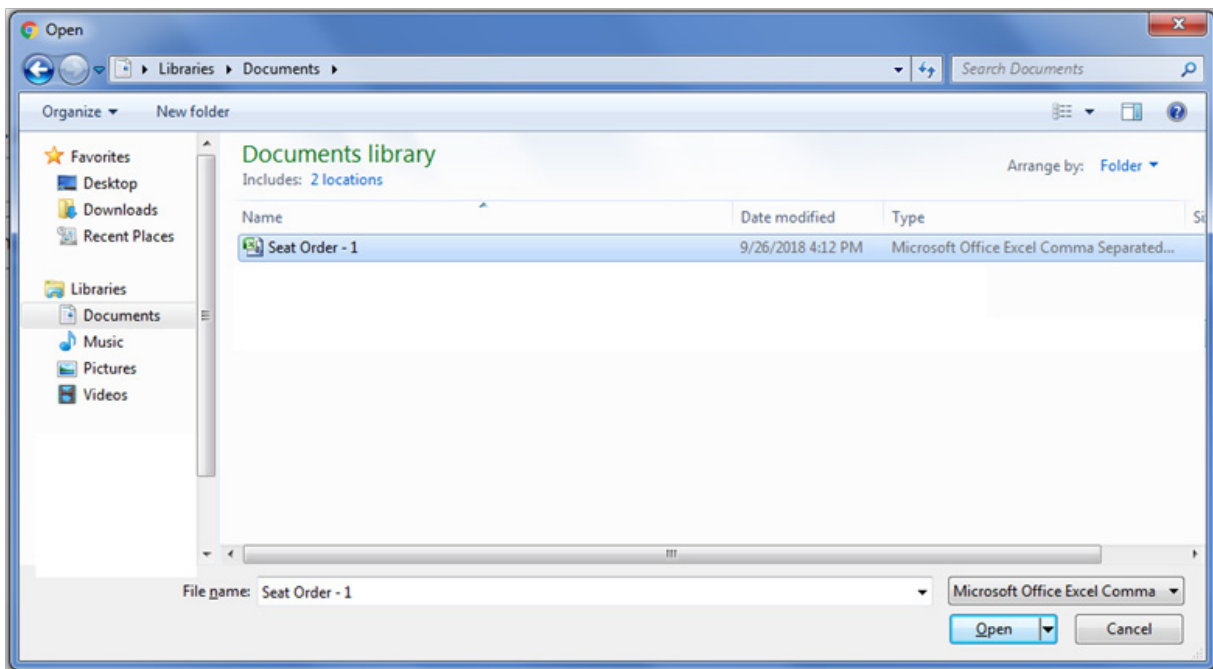 Open
Libraries Documents
Search Documents
Organize New folder
Favorites
Desktop
Downloads
Recent Places
Libraries
Documents
Music
Pictures
Videos
Documents library
Includes: 2 locations
Arrange by: Folder
Name Date modified Type
Seat Order - 1 9/26/2018 4:12 PM Microsoft Office Excel Comma Separated...
File name: Seat Order - 1 Microsoft Office Excel Comma
Open Cancel